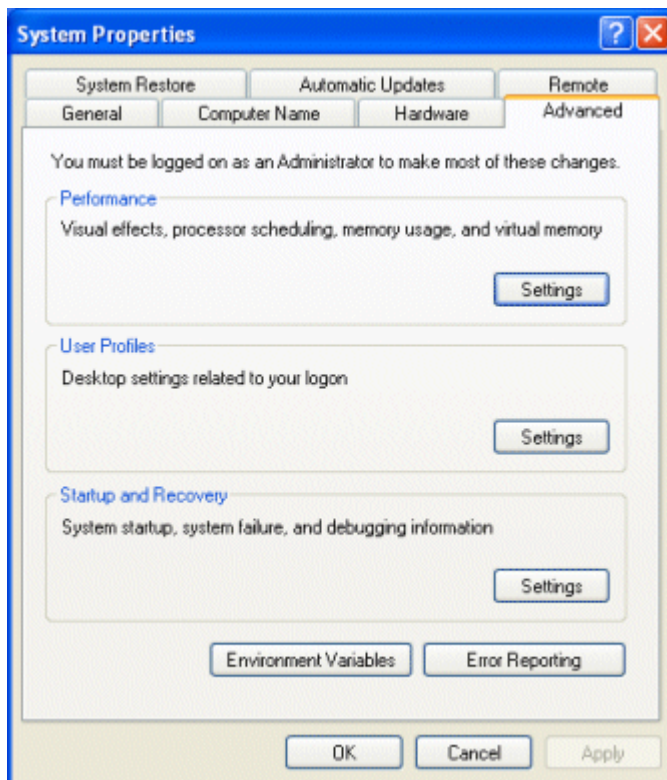 System Properties
System Restore Automatic Updates Remote
General Computer Name Hardware Advanced
You must be logged on as an Administrator to make most of these changes.
Performance
Visual effects, processor scheduling, memory usage, and virtual memory
Settings
User Profiles
Desktop settings related to your logon
Settings
Startup and Recovery
System startup, system failure, and debugging information
Settings
Environment Variables Error Reporting
OK Cancel Apply